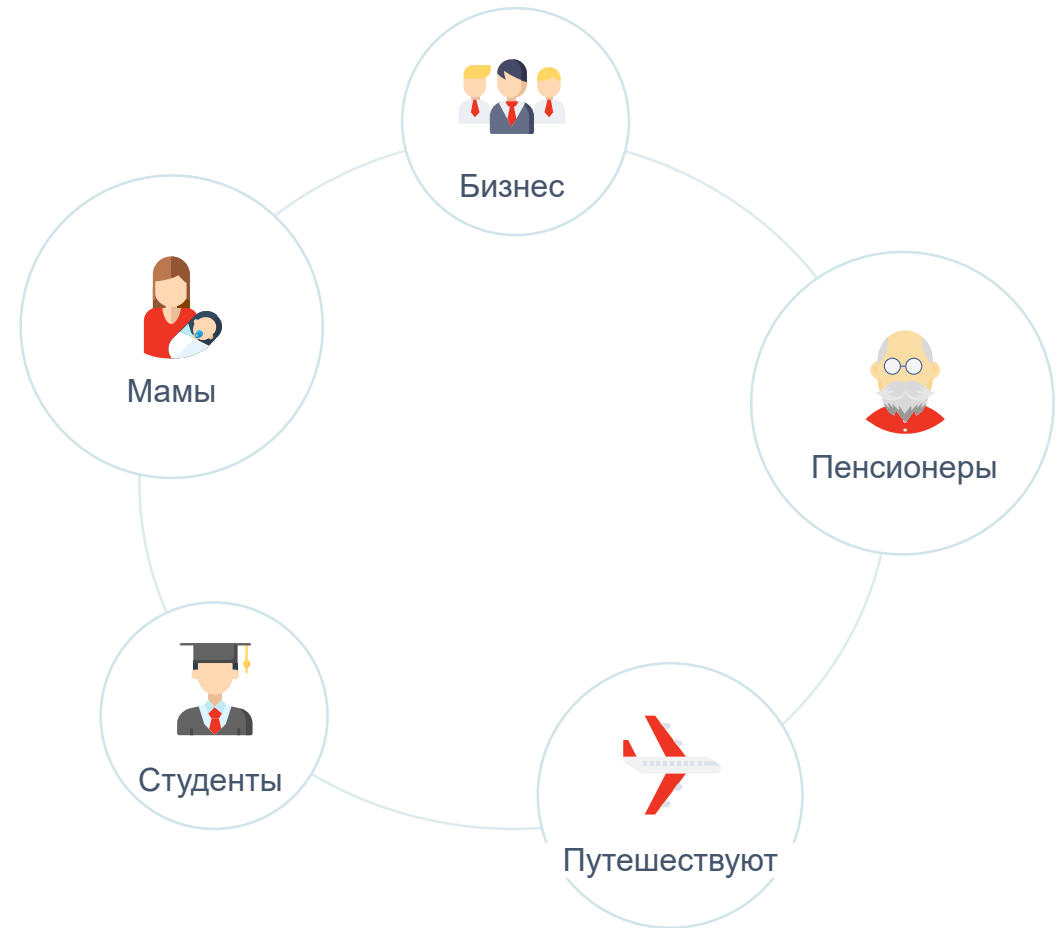 Бизнес
Мамы
Пенсионеры
Студенты
Путешествуют